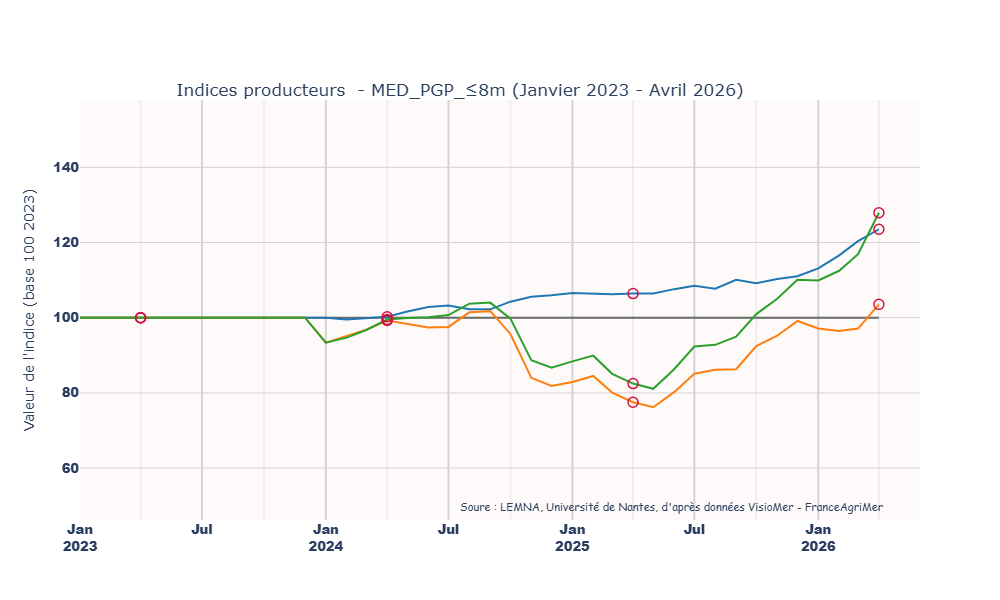 Indices producteurs - MED_PGP_≤8m (Janvier 2023 - Avril 2026)
Valeur de l'indice (base 100 2023)
140
120
100
80
60
Soure : LEMNA, Université de Nantes, d'après données VisioMer - FranceAgriMer
Jan Jul Jan Jul Jan Jul Jan
2023 2024 2025 2026